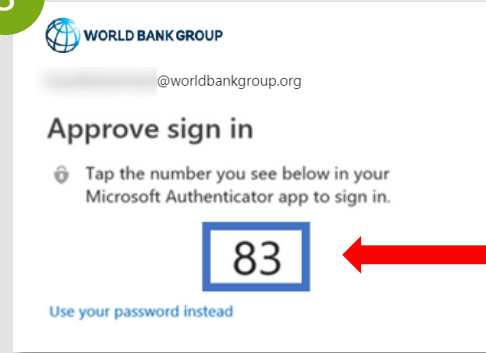 WORLD BANK GROUP
@worldbankgroup.org
Approve sign in
Tap the number you see below in your
Microsoft Authenticator app to sign in.
83
Use your password instead